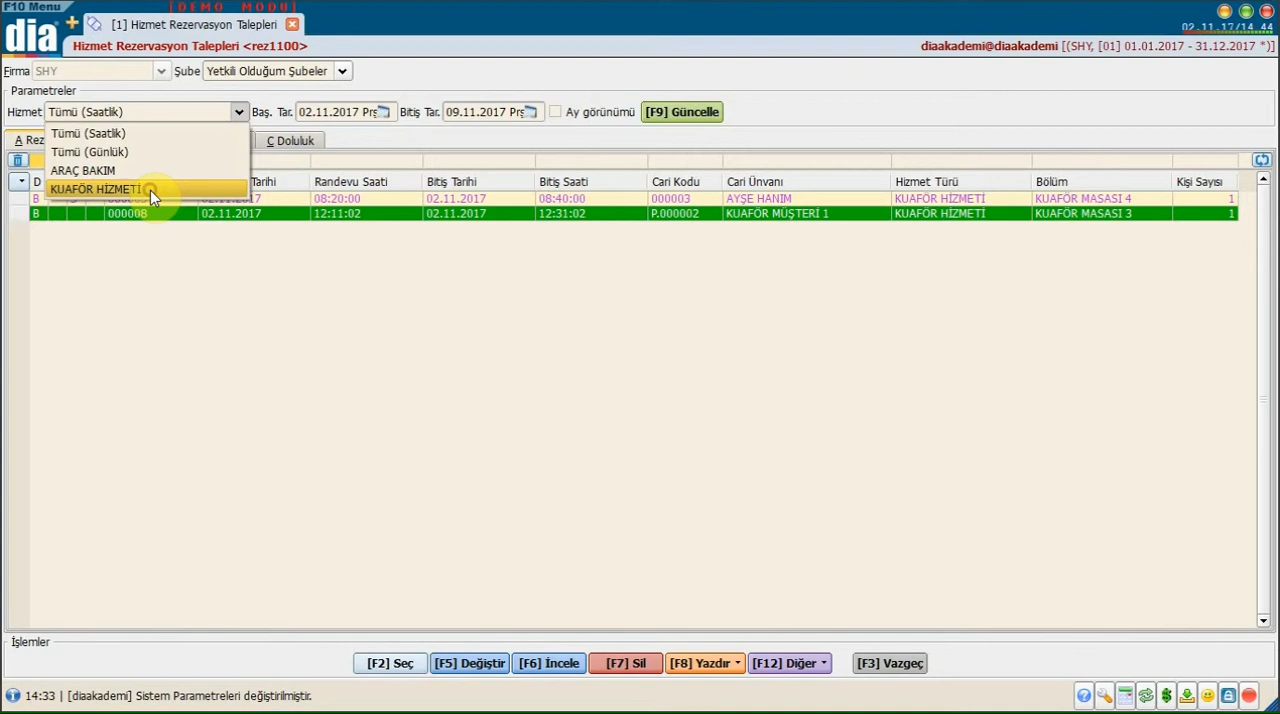 F10 Menu
[DEMO MODU]
dia
[1] Hizmet Rezervasyon Talepleri
02.11.17/14 44
Hizmet Rezervasyon Talepleri <rez1100>
diaakademi@diaakademi [(SHY, [01] 01.01.2017 - 31.12.2017 *)]
Firma SHY Şube Yetkili Olduğum Şubeler
Parametreler
Hizmet Tümü (Saatlik) Baş. Tar. 02.11.2017 Prş Bitiş Tar. 09.11.2017 Prş Ay görünümü [F9] Güncelle
Tümü (Saatlik)
Tümü (Günlük)
ARAÇ BAKIM
KUAFÖR HİZMETİ
A Rez C Doluluk
D Tarihi Randevu Saati Bitiş Tarihi Bitiş Saati Cari Kodu Cari Ünvanı Hizmet Türü Bölüm Kişi Sayısı
B 08:20:00 02.11.2017 08:40:00 000003 AYŞE HANIM KUAFÖR HİZMETİ KUAFÖR MASASI 4 1
B 000008 02.11.2017 12:11:02 02.11.2017 12:31:02 P.000002 KUAFÖR MÜŞTERİ 1 KUAFÖR HİZMETİ KUAFÖR MASASI 3 1
İşlemler
[F2] Seç [F5] Değiştir [F6] İncele [F7] Sil [F8] Yazdır [F12] Diğer [F3] Vazgeç
14:33 | [diaakademi] Sistem Parametreleri değiştirilmiştir.